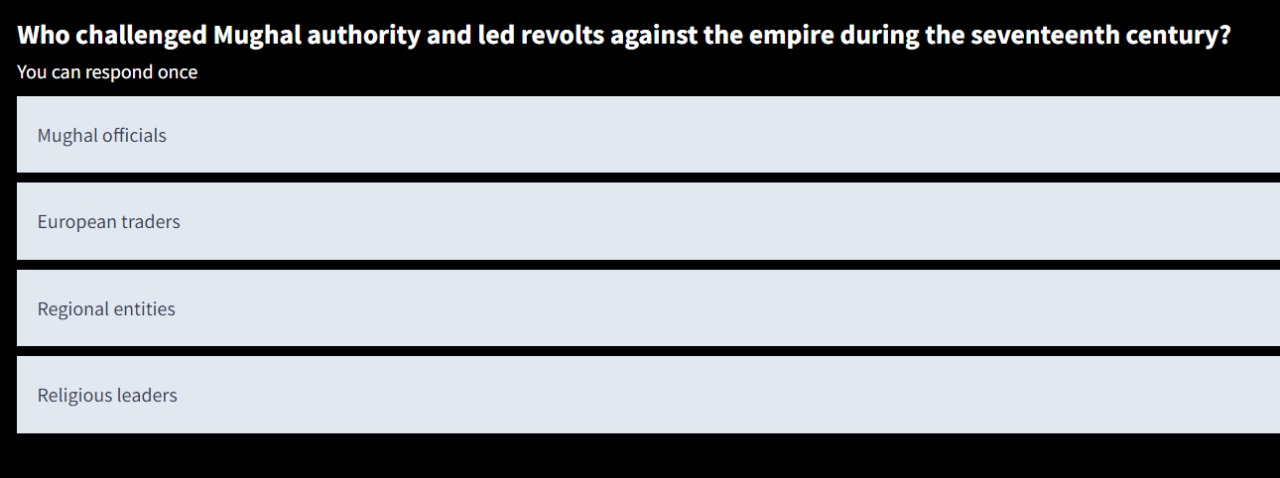 Who challenged Mughal authority and led revolts against the empire during the seventeenth century?
You can respond once
Mughal officials
European traders
Regional entities
Religious leaders